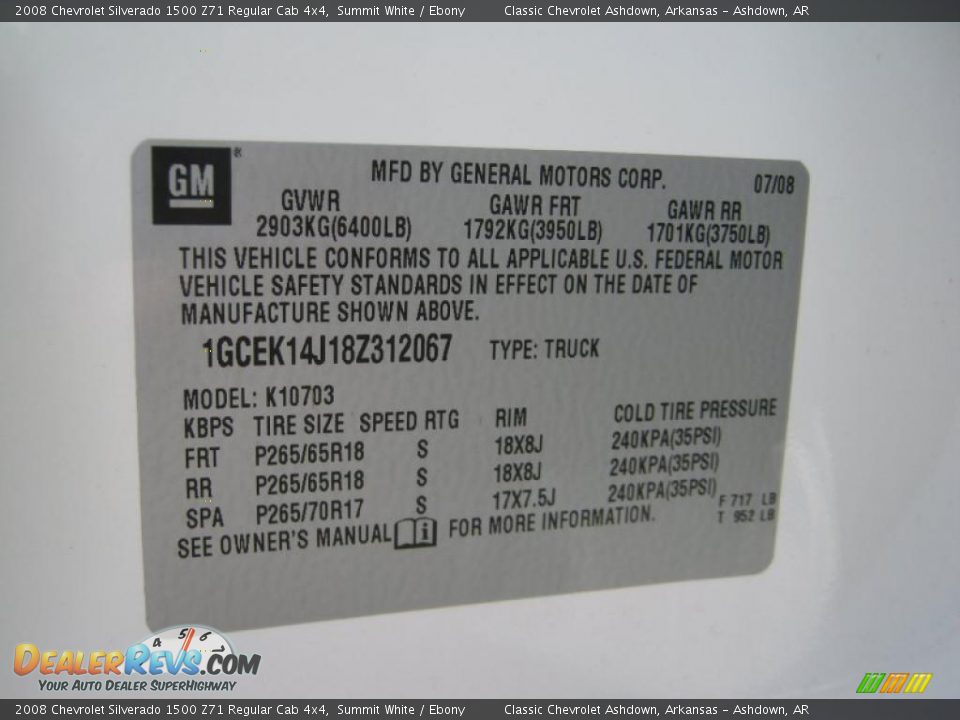 2008 Chevrolet Silverado 1500 Z71 Regular Cab 4x4, Summit White / Ebony Classic Chevrolet Ashdown, Arkansas - Ashdown, AR
GM ®
MFD BY GENERAL MOTORS CORP. 07/08
GVWR GAWR FRT GAWR RR
2903KG(6400LB) 1792KG(3950LB) 1701KG(3750LB)
THIS VEHICLE CONFORMS TO ALL APPLICABLE U.S. FEDERAL MOTOR
VEHICLE SAFETY STANDARDS IN EFFECT ON THE DATE OF
MANUFACTURE SHOWN ABOVE.
1GCEK14J18Z312067 TYPE: TRUCK
MODEL: K10703
KBPS TIRE SIZE SPEED RTG RIM COLD TIRE PRESSURE
FRT P265/65R18 S 18X8J 240KPA(35PSI)
RR P265/65R18 S 18X8J 240KPA(35PSI)
SPA P265/70R17 S 17X7.5J 240KPA(35PSI)
F 717 LB
T 952 LB
SEE OWNER'S MANUAL i FOR MORE INFORMATION.
4 5 6 7
DealerRevs.com
Your Auto Dealer SuperHighway
2008 Chevrolet Silverado 1500 Z71 Regular Cab 4x4, Summit White / Ebony Classic Chevrolet Ashdown, Arkansas - Ashdown, AR